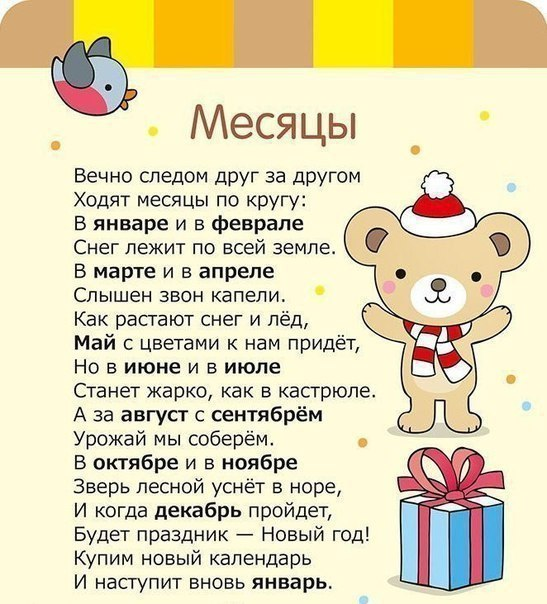 Месяцы
Вечно следом друг за другом
Ходят месяцы по кругу:
В январе и в феврале
Снег лежит по всей земле.
В марте и в апреле
Слышен звон капели.
Как растают снег и лёд,
Май с цветами к нам придёт,
Но в июне и в июле
Станет жарко, как в кастрюле.
А за август с сентябрём
Урожай мы соберём.
В октябре и в ноябре
Зверь лесной уснёт в норе,
И когда декабрь пройдет,
Будет праздник — Новый год!
Купим новый календарь
И наступит вновь январь.